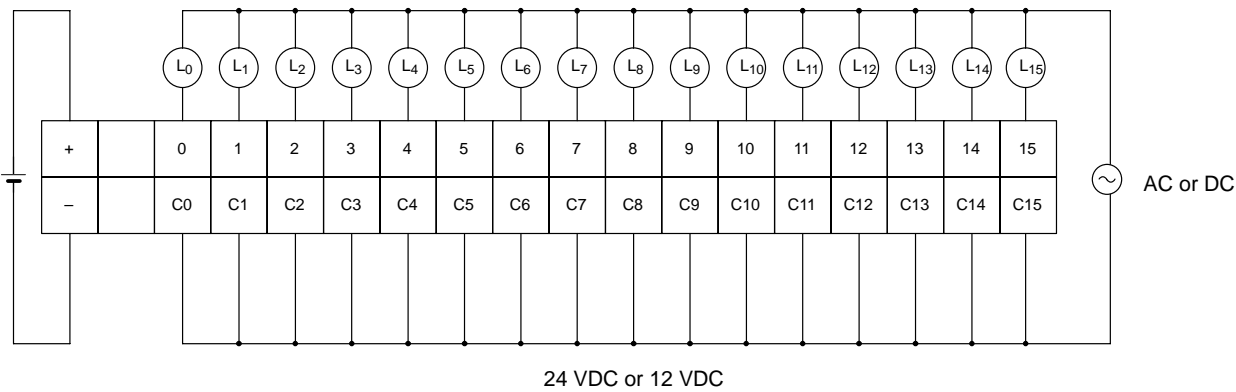 L0 L1 L2 L3 L4 L5 L6 L7 L8 L9 L10 L11 L12 L13 L14 L15
+ 0 1 2 3 4 5 6 7 8 9 10 11 12 13 14 15
AC or DC
– C0 C1 C2 C3 C4 C5 C6 C7 C8 C9 C10 C11 C12 C13 C14 C15
24 VDC or 12 VDC